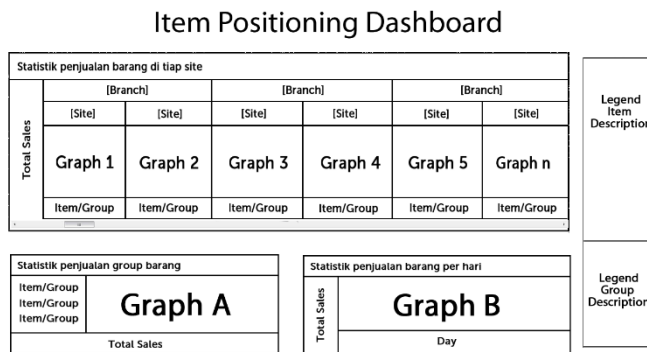 Item Positioning Dashboard
Statistik penjualan barang di tiap site
[Branch] [Branch] [Branch]
[Site] [Site] [Site] [Site] [Site] [Site]
Total Sales
Graph 1 Graph 2 Graph 3 Graph 4 Graph 5 Graph n
Item/Group Item/Group Item/Group Item/Group Item/Group Item/Group
Legend
Item
Description
Statistik penjualan group barang
Item/Group
Item/Group
Item/Group
Graph A
Total Sales
Statistik penjualan barang per hari
Total Sales
Graph B
Day
Legend
Group
Description